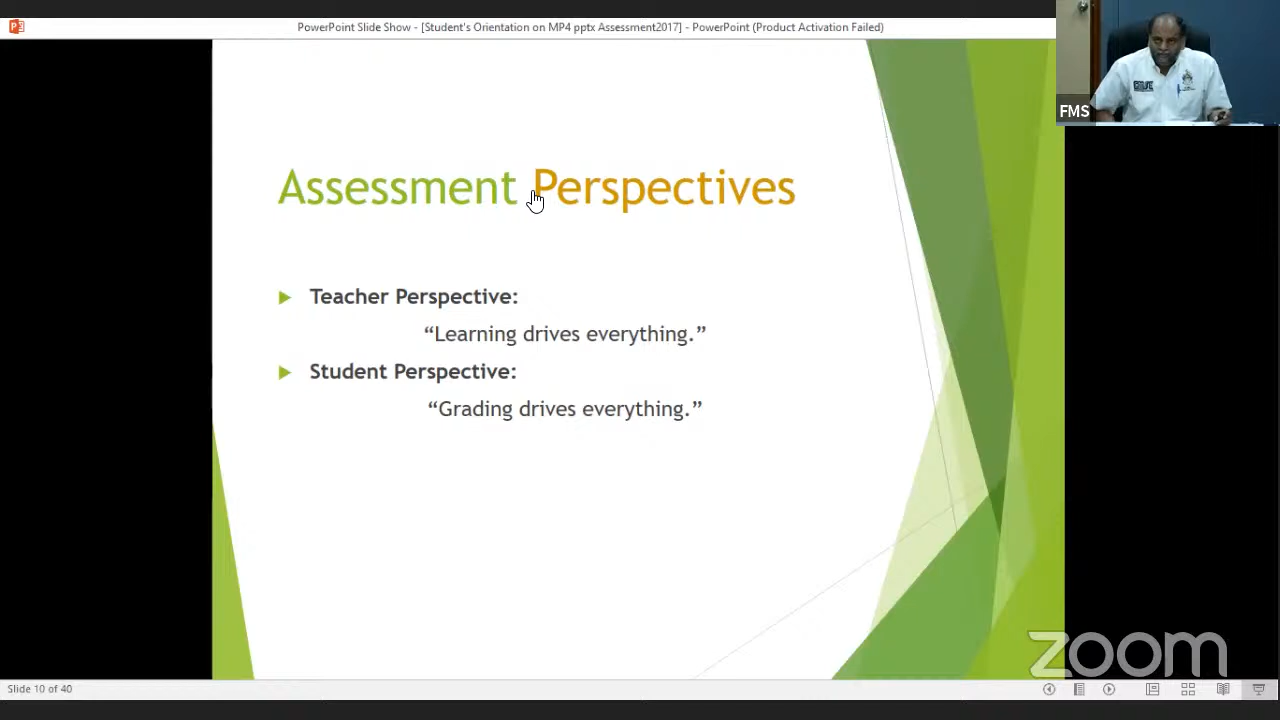 PowerPoint Slide Show - [Student's Orientation on MP4 pptx Assessment2017] - PowerPoint (Product Activation Failed)
FMS
Assessment Perspectives
Teacher Perspective:
“Learning drives everything.”
Student Perspective:
“Grading drives everything.”
zoom
Slide 10 of 40